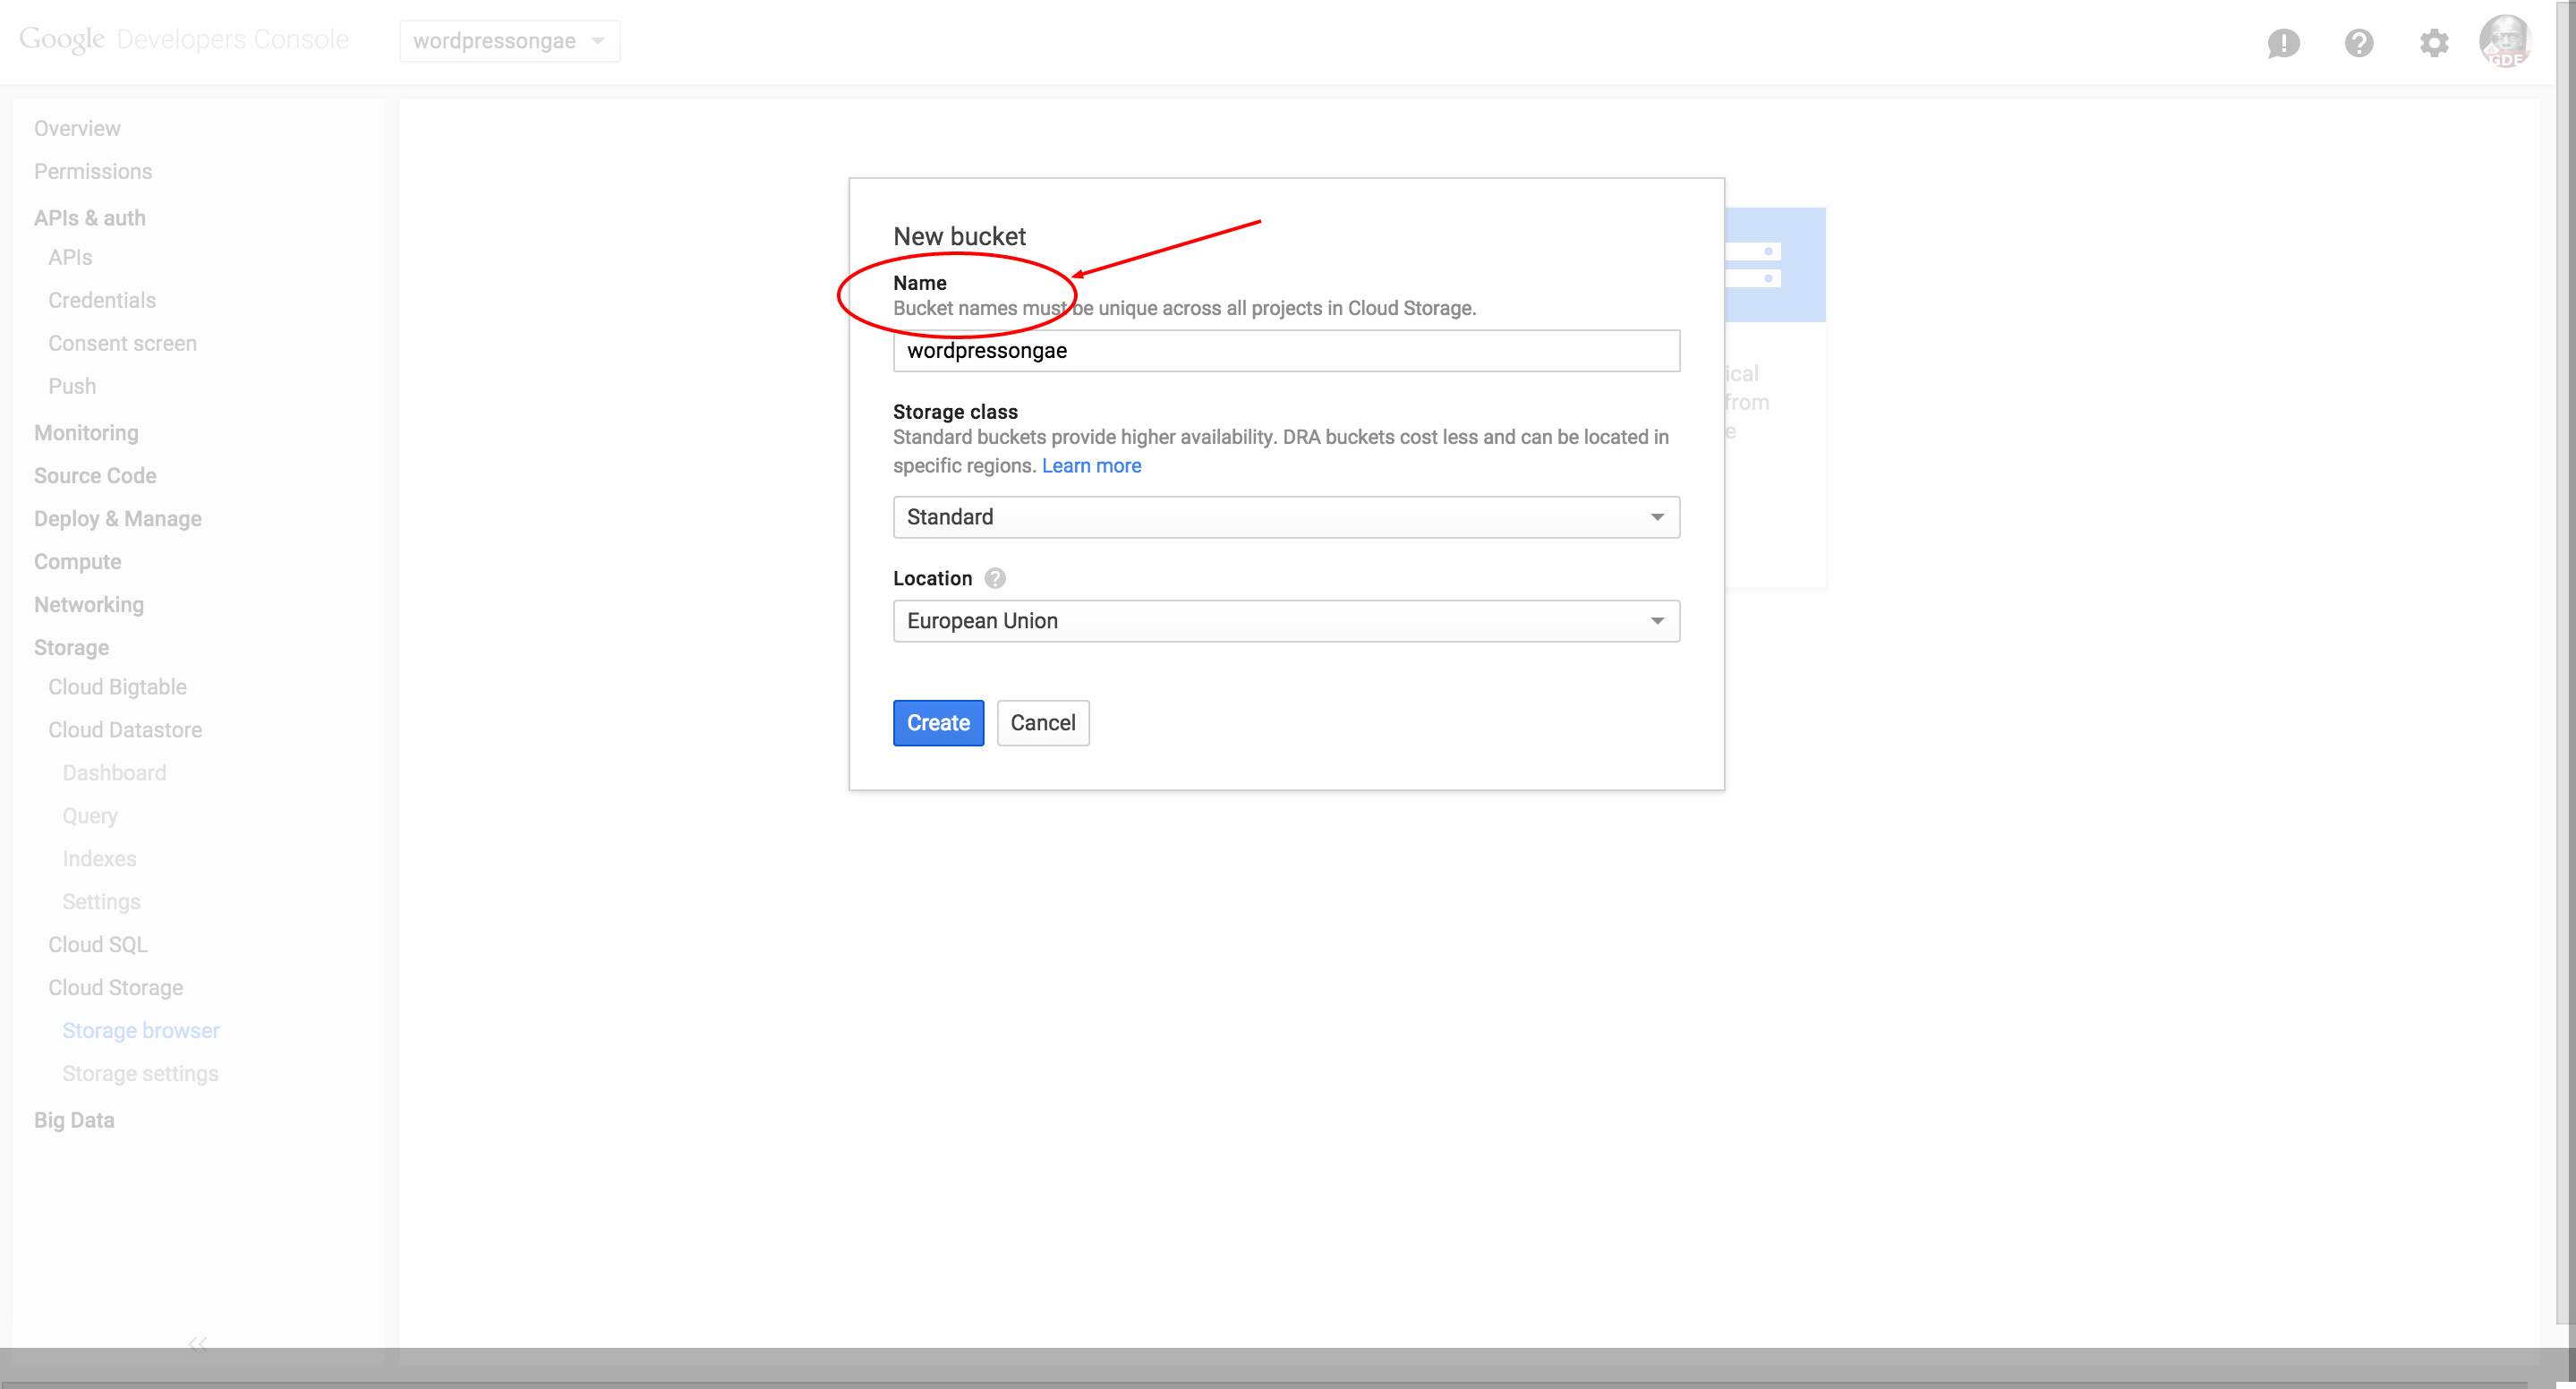 Google Developers Console
wordpressongae
GDE
Overview
Permissions
APIs & auth
APIs
Credentials
Consent screen
Push
Monitoring
Source Code
Deploy & Manage
Compute
Networking
Storage
Cloud Bigtable
Cloud Datastore
Dashboard
Query
Indexes
Settings
Cloud SQL
Cloud Storage
Storage browser
Storage settings
Big Data
New bucket
Name
Bucket names must be unique across all projects in Cloud Storage.
wordpressongae
Storage class
Standard buckets provide higher availability. DRA buckets cost less and can be located in
specific regions. Learn more
Standard
Location
European Union
Create Cancel
ical
from
e